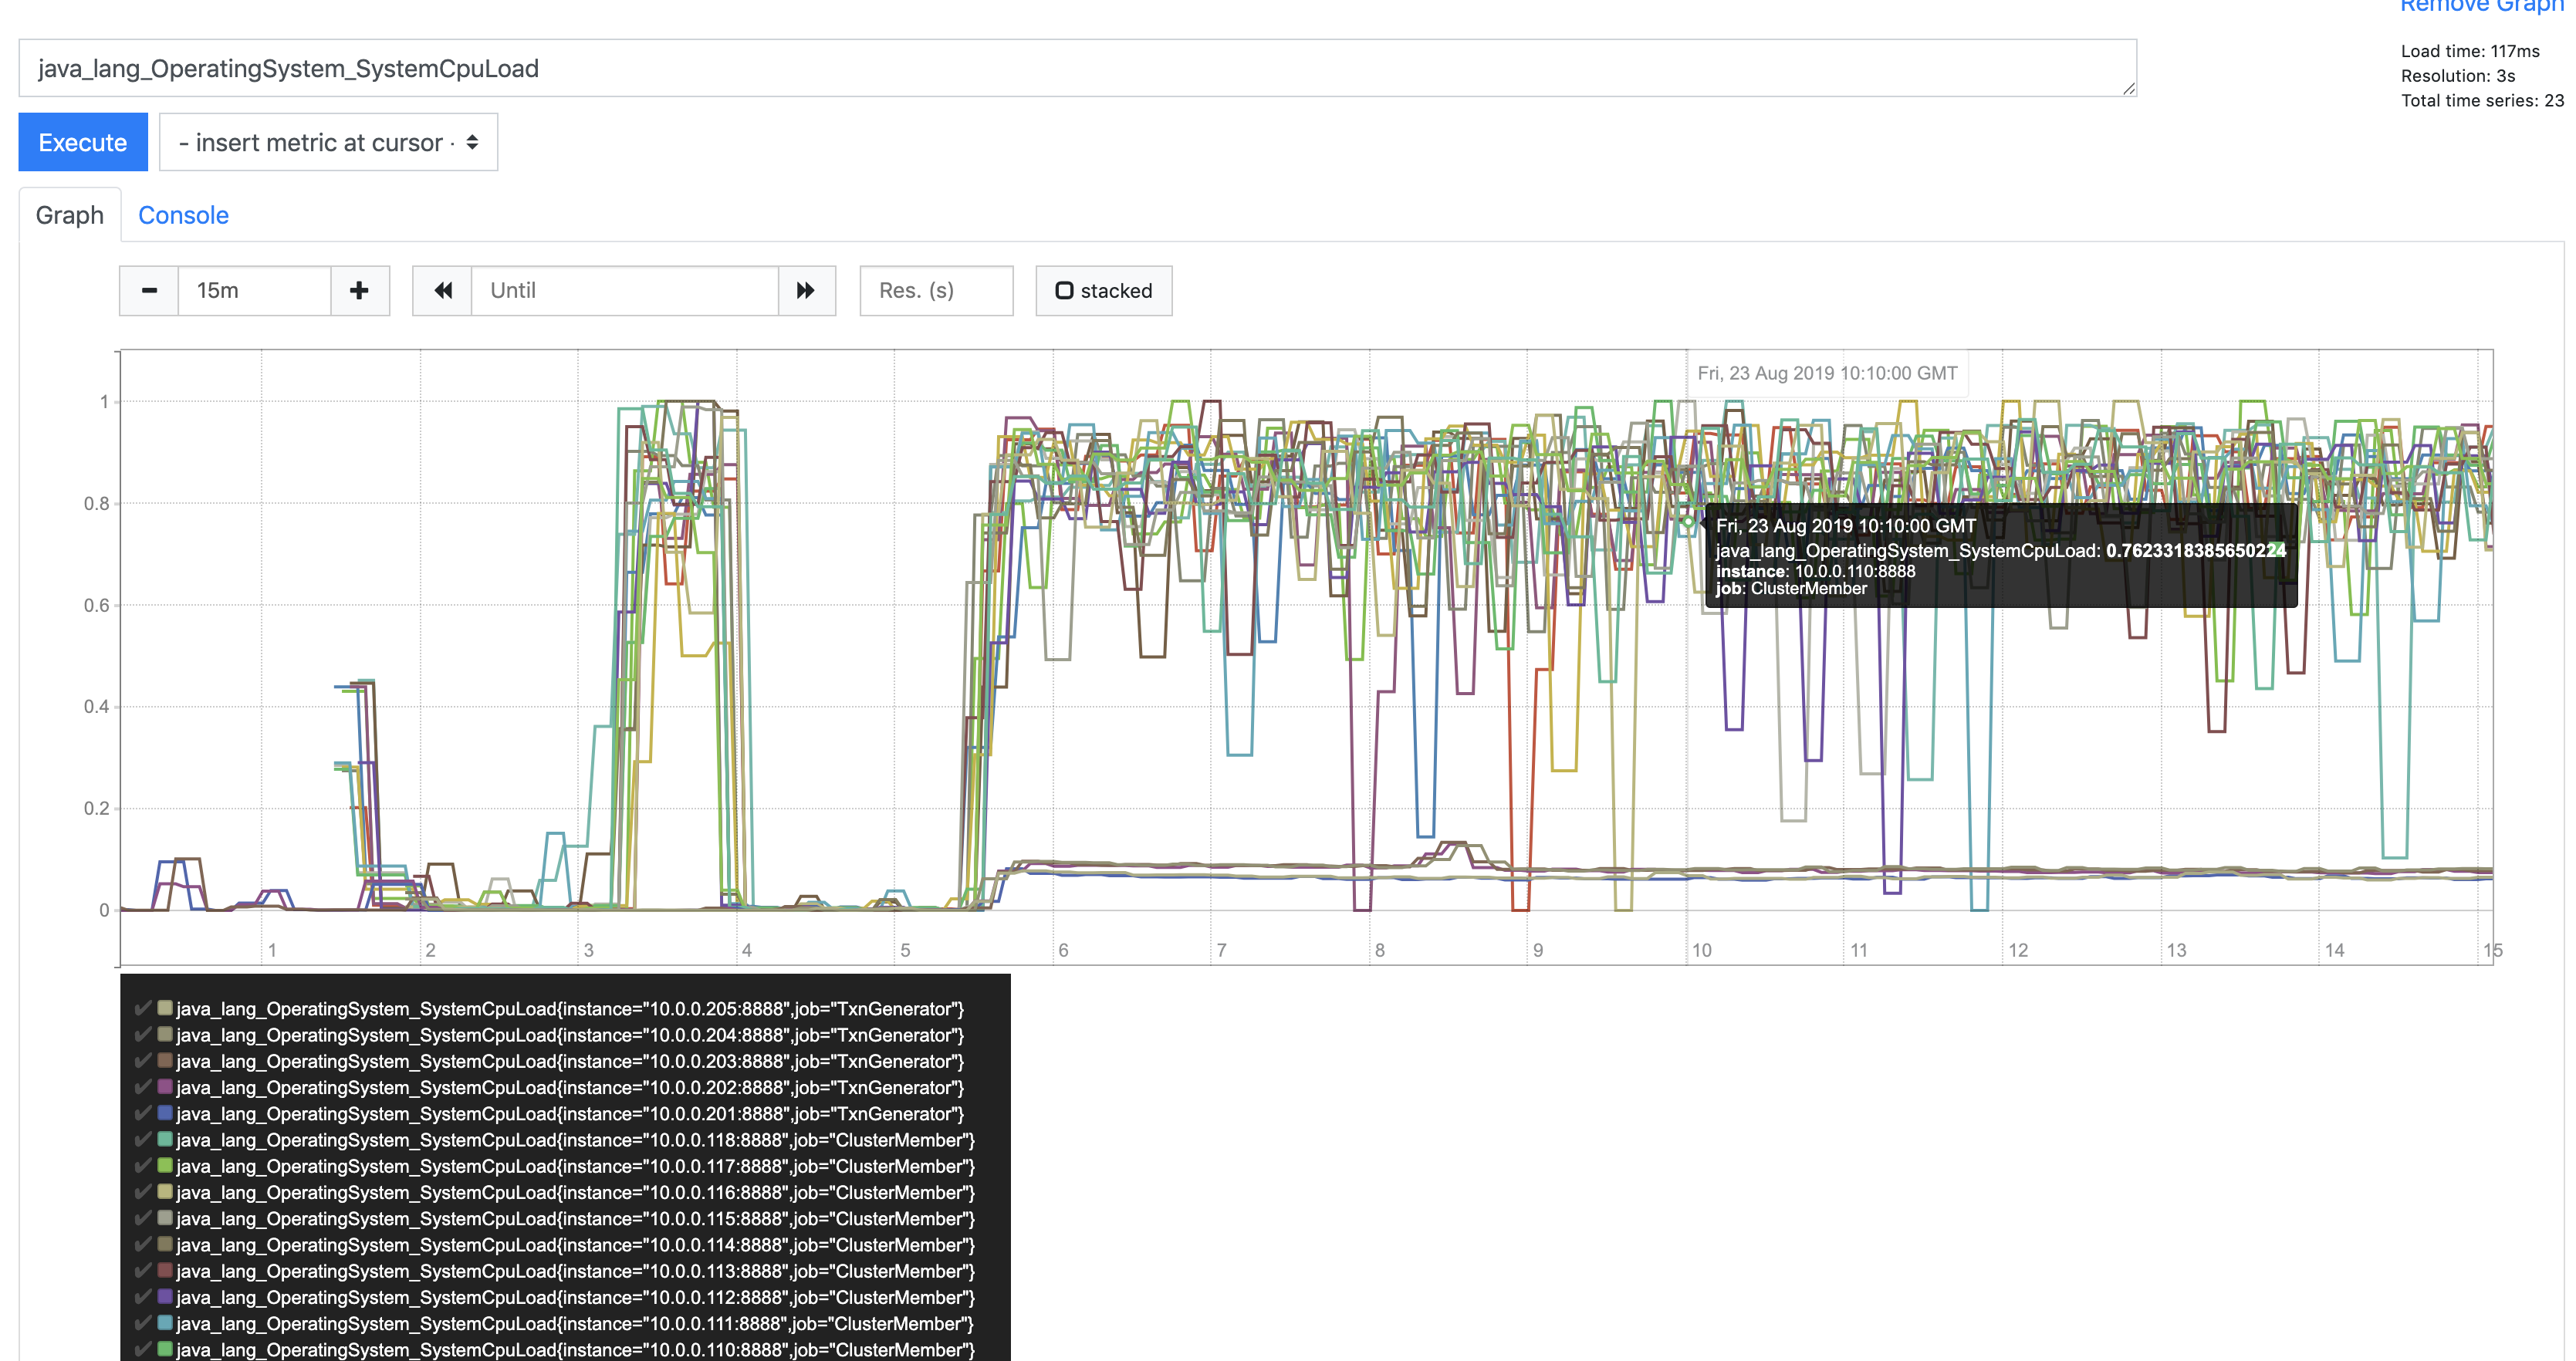 Remove Graph
java_lang_OperatingSystem_SystemCpuLoad
Load time: 117ms
Resolution: 3s
Total time series: 23
Execute
- insert metric at cursor -
Graph
Console
15m
Until
Res. (s)
stacked
Fri, 23 Aug 2019 10:10:00 GMT
1
0.8
0.6
0.4
0.2
0
Fri, 23 Aug 2019 10:10:00 GMT
java_lang_OperatingSystem_SystemCpuLoad: 0.7623318385650224
instance: 10.0.0.110:8888
job: ClusterMember
1 2 3 4 5 6 7 8 9 10 11 12 13 14 15
java_lang_OperatingSystem_SystemCpuLoad{instance="10.0.0.205:8888",job="TxnGenerator"}
java_lang_OperatingSystem_SystemCpuLoad{instance="10.0.0.204:8888",job="TxnGenerator"}
java_lang_OperatingSystem_SystemCpuLoad{instance="10.0.0.203:8888",job="TxnGenerator"}
java_lang_OperatingSystem_SystemCpuLoad{instance="10.0.0.202:8888",job="TxnGenerator"}
java_lang_OperatingSystem_SystemCpuLoad{instance="10.0.0.201:8888",job="TxnGenerator"}
java_lang_OperatingSystem_SystemCpuLoad{instance="10.0.0.118:8888",job="ClusterMember"}
java_lang_OperatingSystem_SystemCpuLoad{instance="10.0.0.117:8888",job="ClusterMember"}
java_lang_OperatingSystem_SystemCpuLoad{instance="10.0.0.116:8888",job="ClusterMember"}
java_lang_OperatingSystem_SystemCpuLoad{instance="10.0.0.115:8888",job="ClusterMember"}
java_lang_OperatingSystem_SystemCpuLoad{instance="10.0.0.114:8888",job="ClusterMember"}
java_lang_OperatingSystem_SystemCpuLoad{instance="10.0.0.113:8888",job="ClusterMember"}
java_lang_OperatingSystem_SystemCpuLoad{instance="10.0.0.112:8888",job="ClusterMember"}
java_lang_OperatingSystem_SystemCpuLoad{instance="10.0.0.111:8888",job="ClusterMember"}
java_lang_OperatingSystem_SystemCpuLoad{instance="10.0.0.110:8888",job="ClusterMember"}